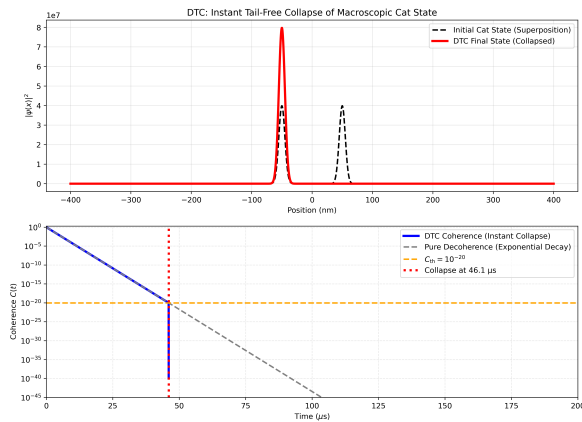 DTC: Instant Tail-Free Collapse of Macroscopic Cat State
1e7
8
7
6
5
4
3
2
1
0
|ψ(x)|²
Initial Cat State (Superposition)
DTC Final State (Collapsed)
−400 −300 −200 −100 0 100 200 300 400
Position (nm)
10⁰
10⁻⁵
10⁻¹⁰
10⁻¹⁵
10⁻²⁰
10⁻²⁵
10⁻³⁰
10⁻³⁵
10⁻⁴⁰
10⁻⁴⁵
Coherence C(t)
DTC Coherence (Instant Collapse)
Pure Decoherence (Exponential Decay)
Cth = 10⁻²⁰
Collapse at 46.1 μs
0 25 50 75 100 125 150 175 200
Time (μs)